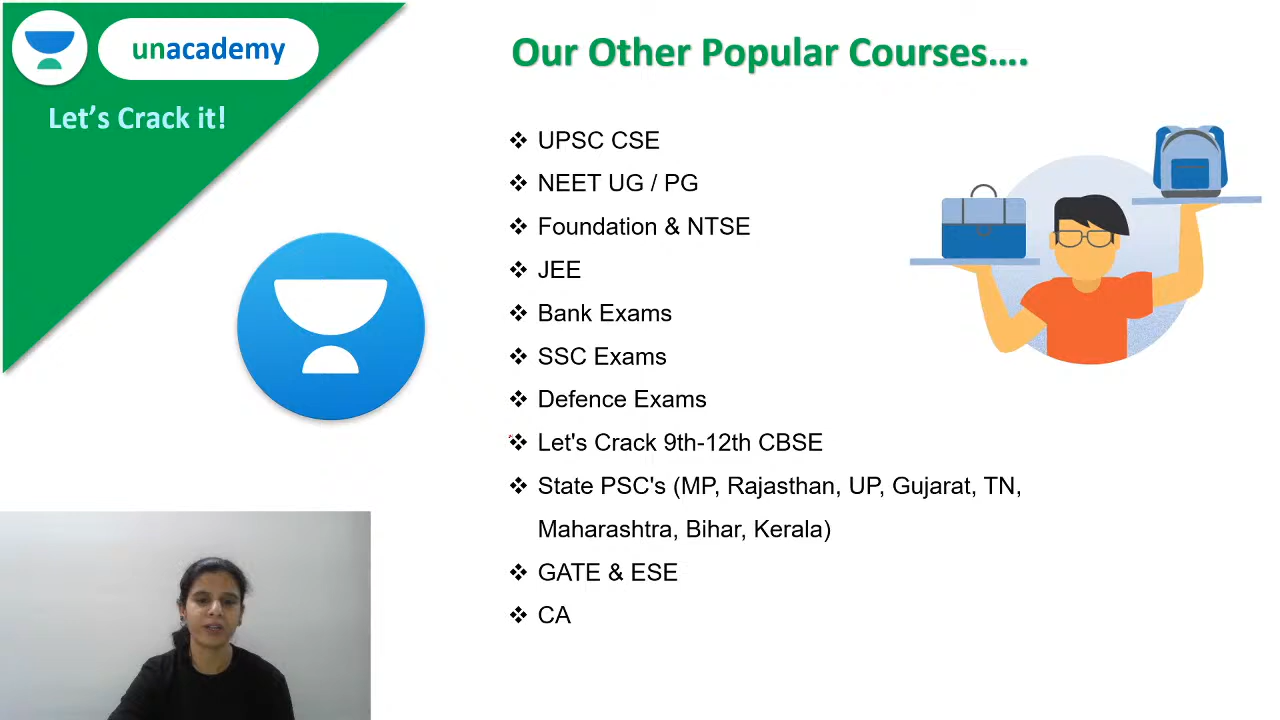 unacademy
Let's Crack it!
Our Other Popular Courses....
❖ UPSC CSE
❖ NEET UG / PG
❖ Foundation & NTSE
❖ JEE
❖ Bank Exams
❖ SSC Exams
❖ Defence Exams
❖ Let's Crack 9th-12th CBSE
❖ State PSC's (MP, Rajasthan, UP, Gujarat, TN,
Maharashtra, Bihar, Kerala)
❖ GATE & ESE
❖ CA